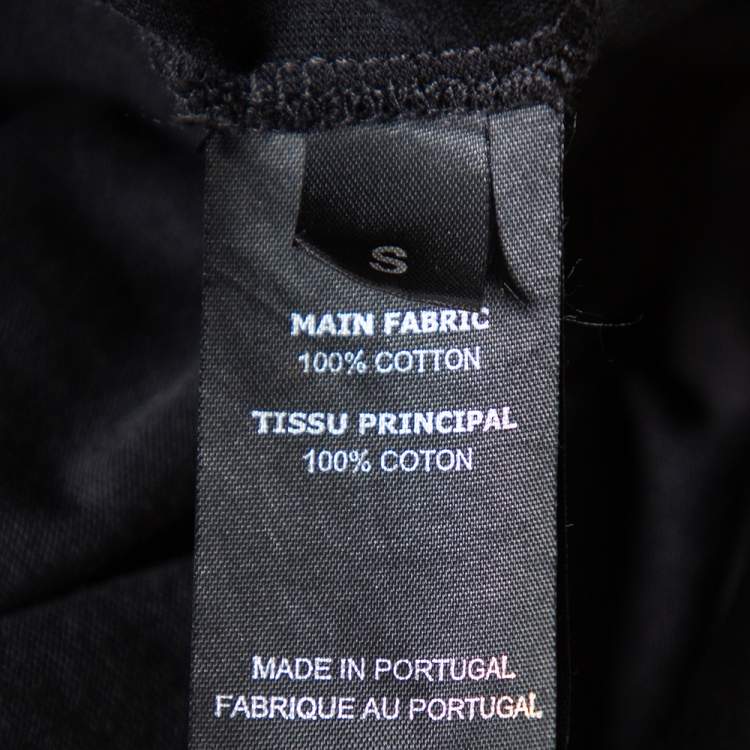 S
MAIN FABRIC
100% COTTON
TISSU PRINCIPAL
100% COTON
MADE IN PORTUGAL
FABRIQUE AU PORTUGAL